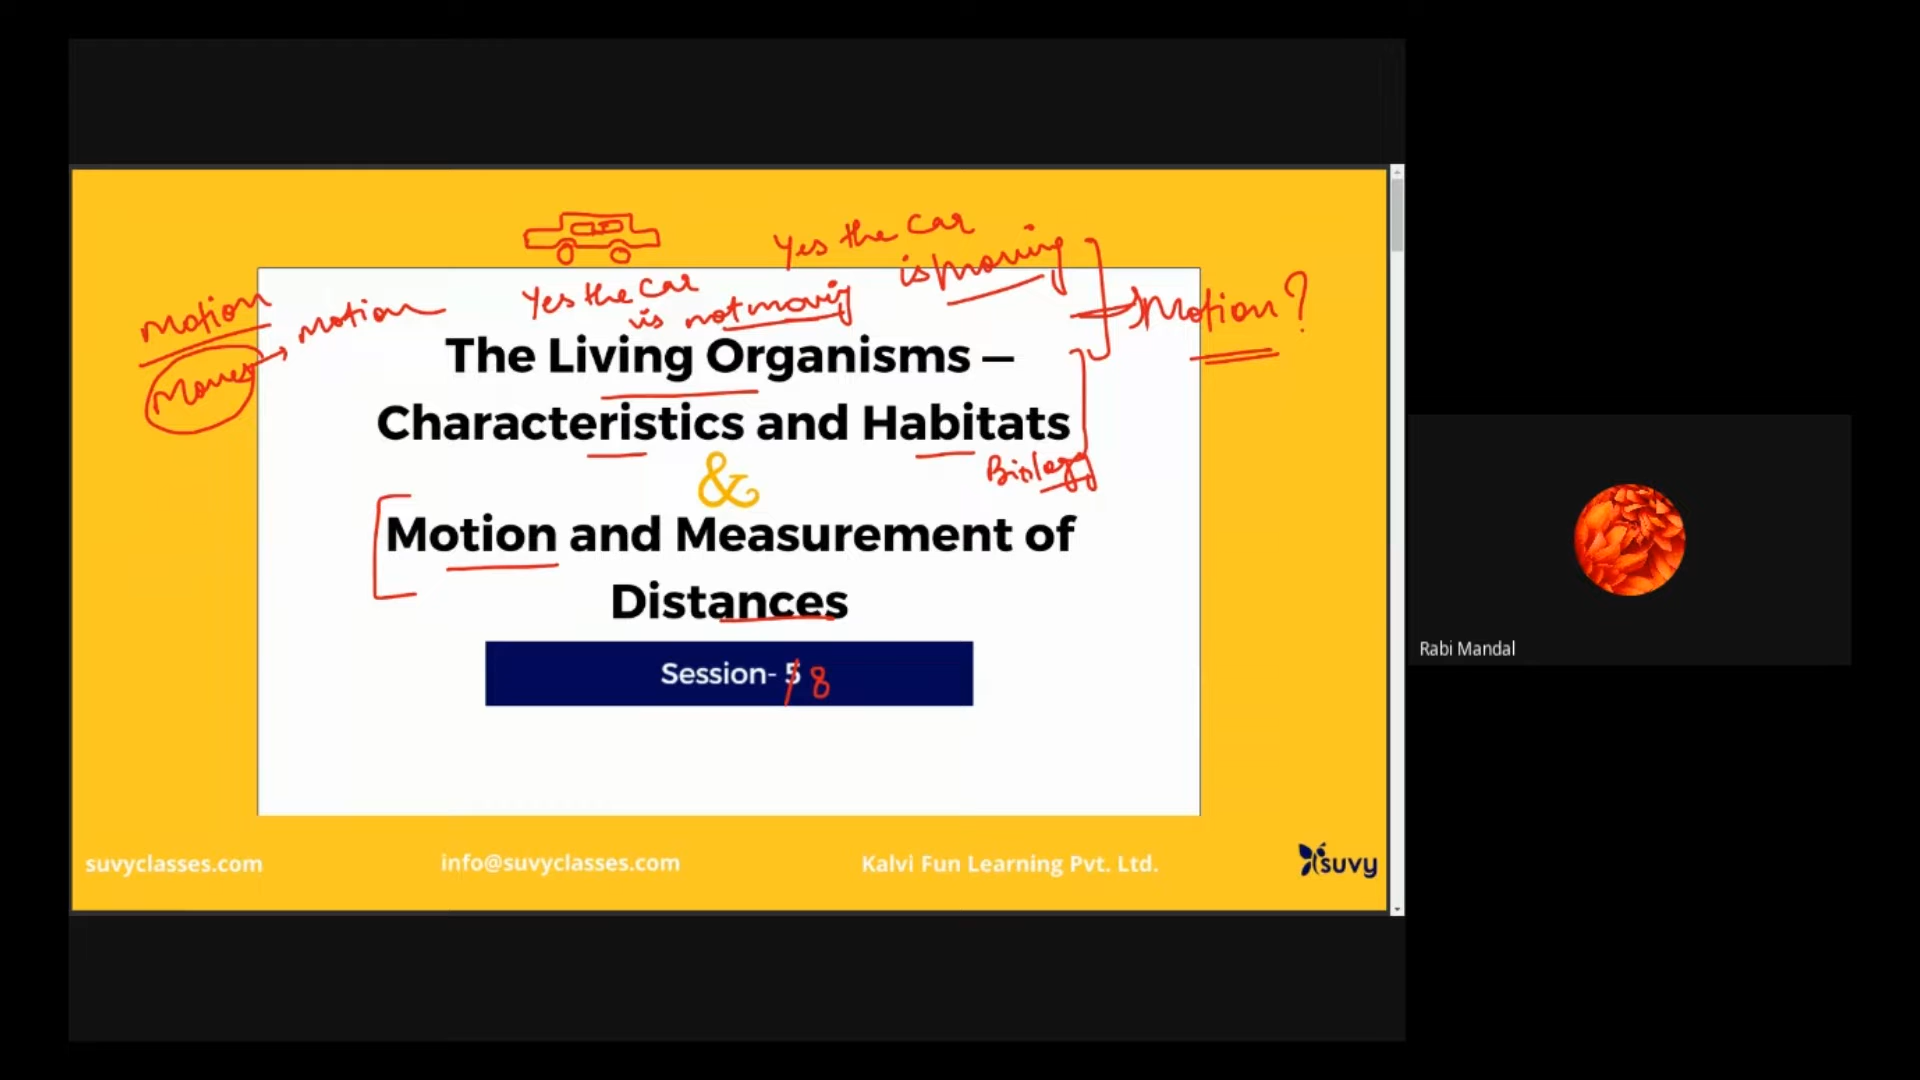 Yes the car
is moving
Motion?
Yes the car
is not moving
Motion
motion
Moves
The Living Organisms –
Characteristics and Habitats
Biology
&
Motion and Measurement of
Distances
Session- 5 8
suvyclasses.com
info@suvyclasses.com
Kalvi Fun Learning Pvt. Ltd.
suvy
Rabi Mandal